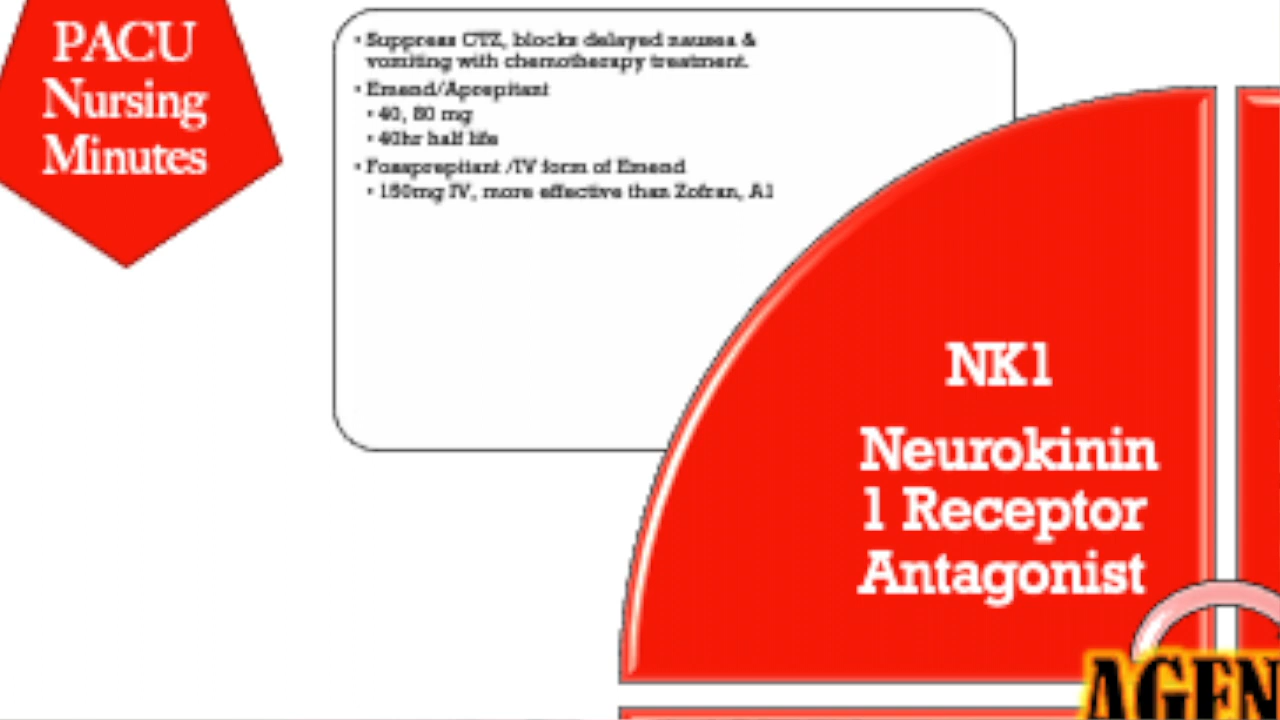 PACU
Nursing
Minutes
• Suppress CTZ, blocks delayed nausea &
vomiting with chemotherapy treatment.
• Emend/Aprepitant
• 40, 80 mg
• 40hr half life
• Fosaprepitant /IV form of Emend
• 150mg IV, more effective than Zofran, A1
NK1
Neurokinin
1 Receptor
Antagonist
AGEN